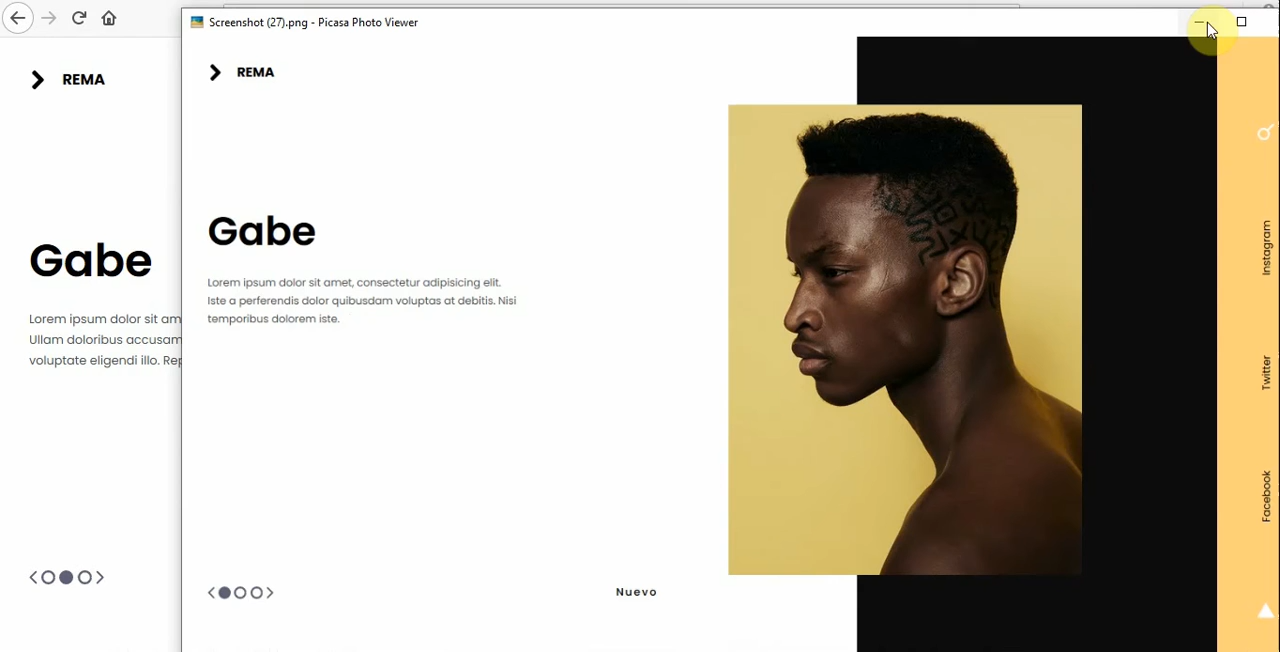 Screenshot (27).png - Picasa Photo Viewer
REMA
Gabe
Lorem ipsum dolor sit am
Ullam doloribus accusam
voluptate eligendi illo. Rep
REMA
Gabe
Lorem ipsum dolor sit amet, consectetur adipisicing elit.
Iste a perferendis dolor quibusdam voluptas at debitis. Nisi
temporibus dolorem iste.
Nuevo
Instagram
Twitter
Facebook